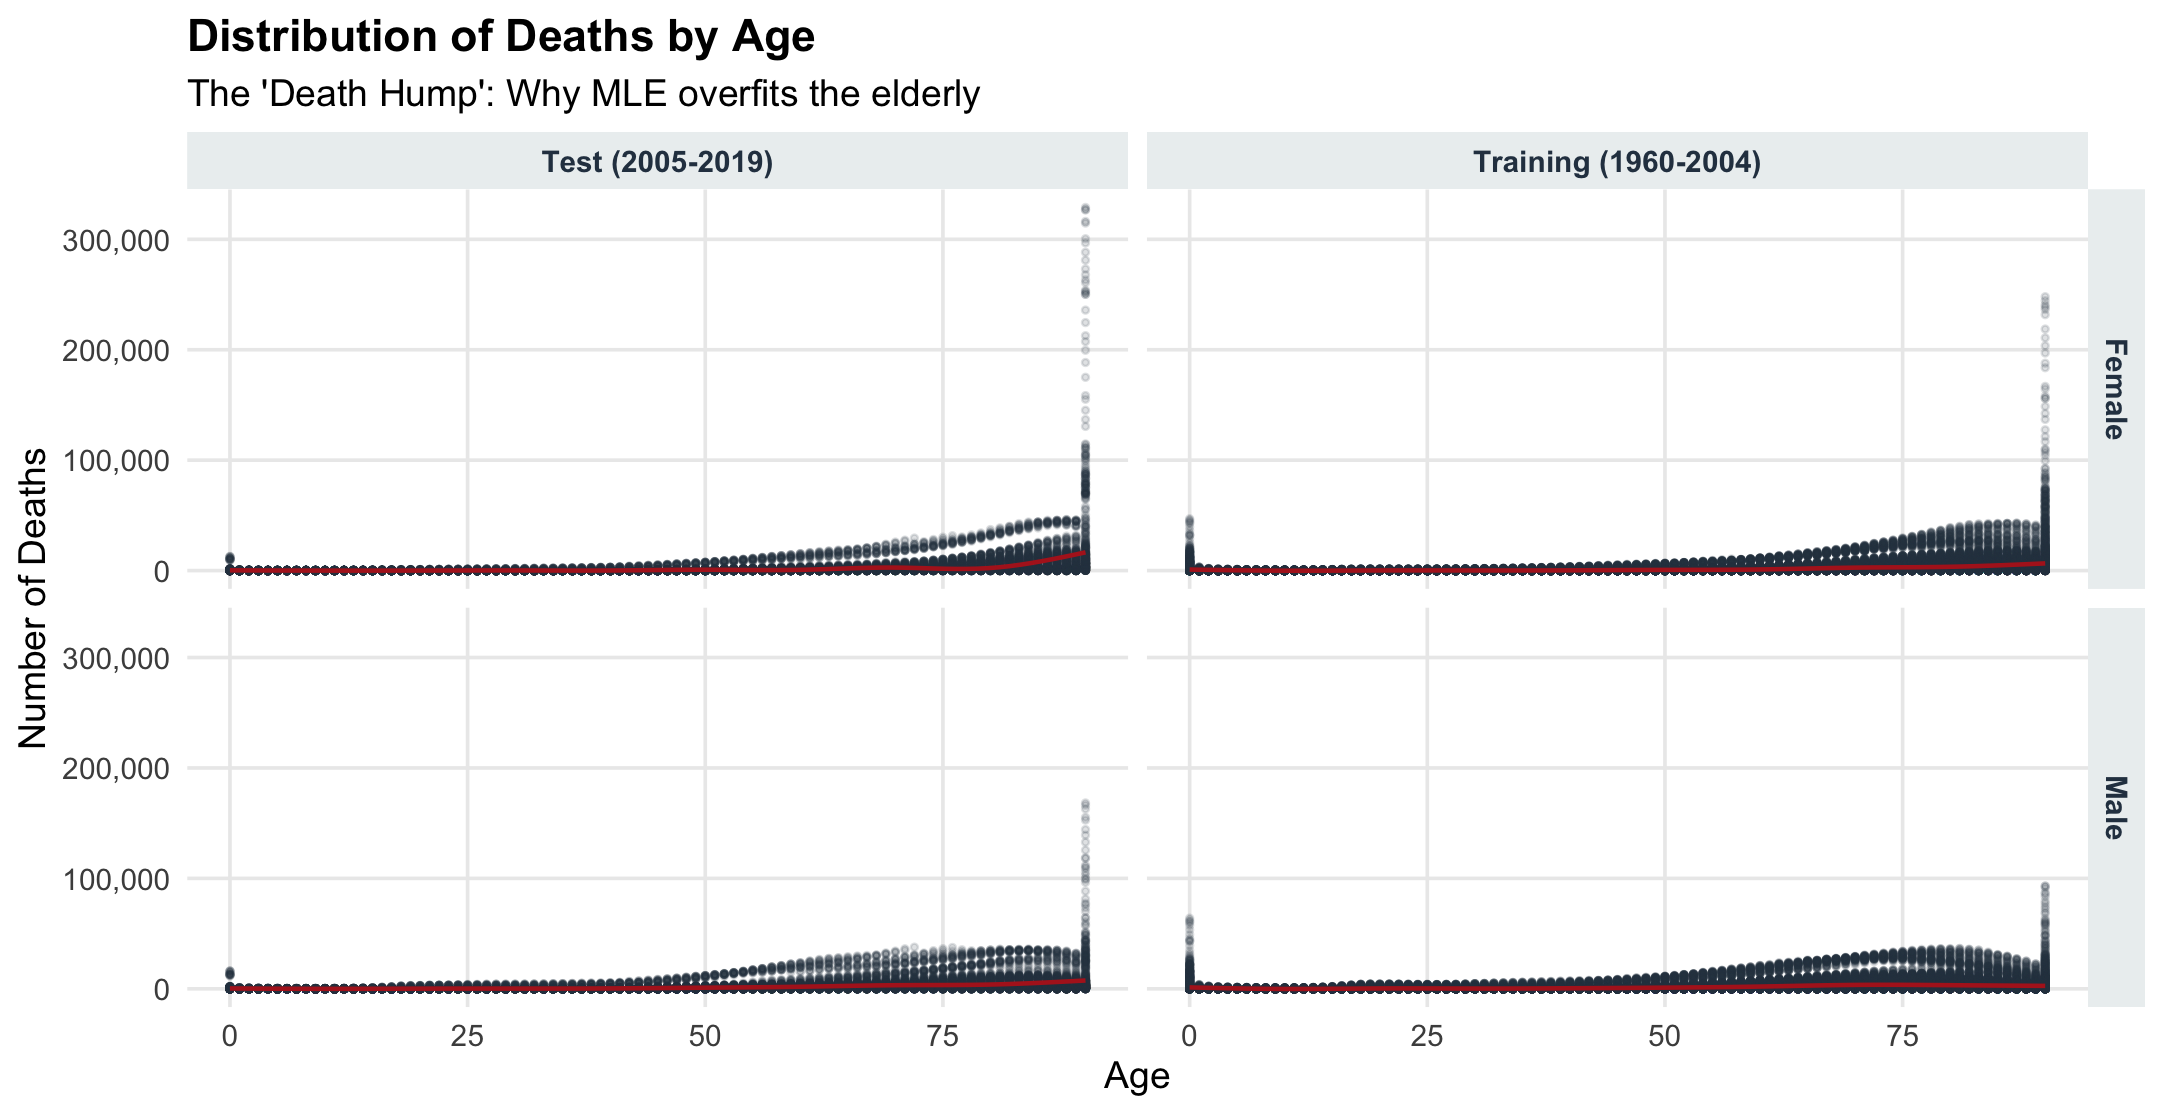 Distribution of Deaths by Age
The 'Death Hump': Why MLE overfits the elderly
Test (2005-2019)
Training (1960-2004)
Number of Deaths
300,000
200,000
100,000
0
Female
300,000
200,000
100,000
0
Male
0 25 50 75
0 25 50 75
Age